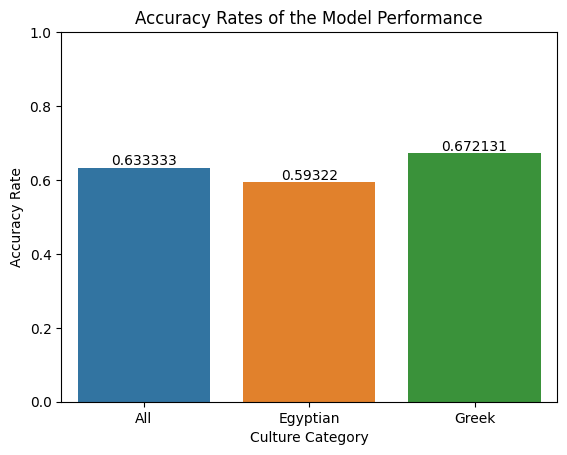 Accuracy Rates of the Model Performance
1.0
0.8
0.6
0.4
0.2
0.0
Accuracy Rate
0.633333
0.59322
0.672131
All
Egyptian
Greek
Culture Category